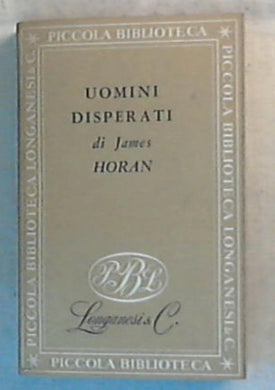 PICCOLA BIBLIOTECA
PICCOLA BIBLIOTECA LONGANESI & C.
PICCOLA BIBLIOTECA LONGANESI & C.
UOMINI
DISPERATI
di James
HORAN
PBL
Longanesi & C.
PICCOLA BIBLIOTECA